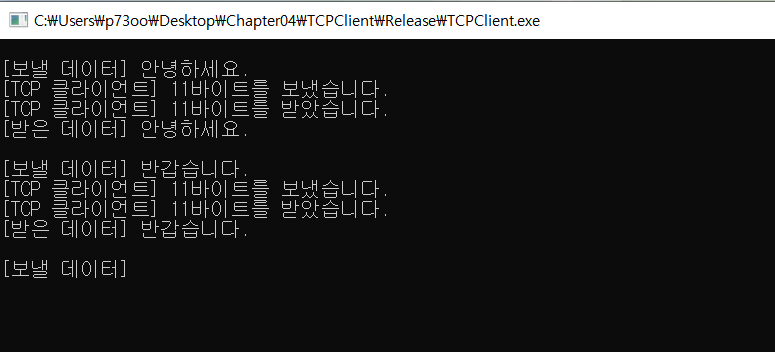 C:₩Users₩p73oo₩Desktop₩Chapter04₩TCPClient₩Release₩TCPClient.exe
[보낼 데이터] 안녕하세요.
[TCP 클라이언트] 11바이트를 보냈습니다.
[TCP 클라이언트] 11바이트를 받았습니다.
[받은 데이터] 안녕하세요.
[보낼 데이터] 반갑습니다.
[TCP 클라이언트] 11바이트를 보냈습니다.
[TCP 클라이언트] 11바이트를 받았습니다.
[받은 데이터] 반갑습니다.
[보낼 데이터]